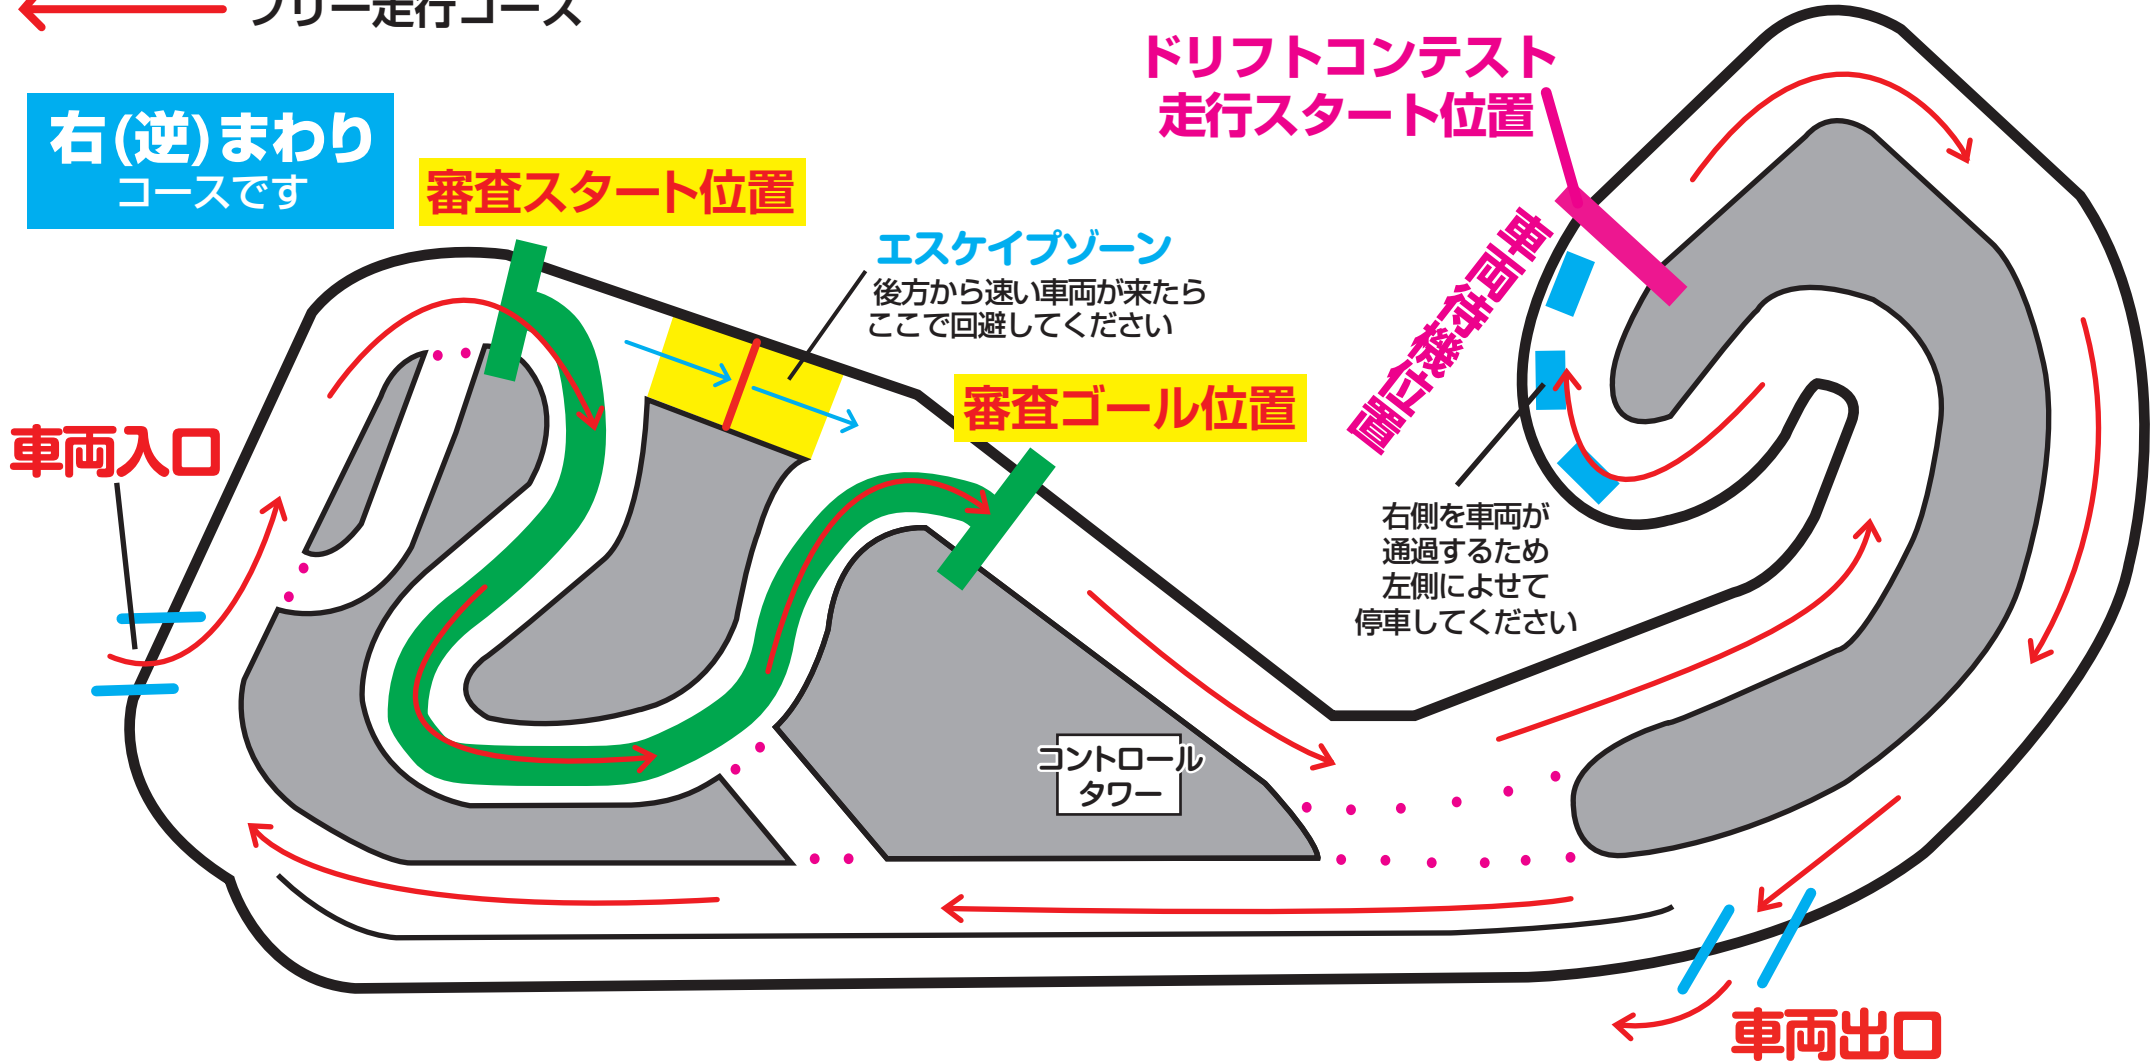 フリー走行コース
右(逆)まわり
コースです
審査スタート位置
ドリフトコンテスト
走行スタート位置
エスケイプゾーン
後方から速い車両が来たら
ここで回避してください
車両待機位置
審査ゴール位置
車両入口
右側を車両が
通過するため
左側によせて
停車してください
コントロール
タワー
車両出口